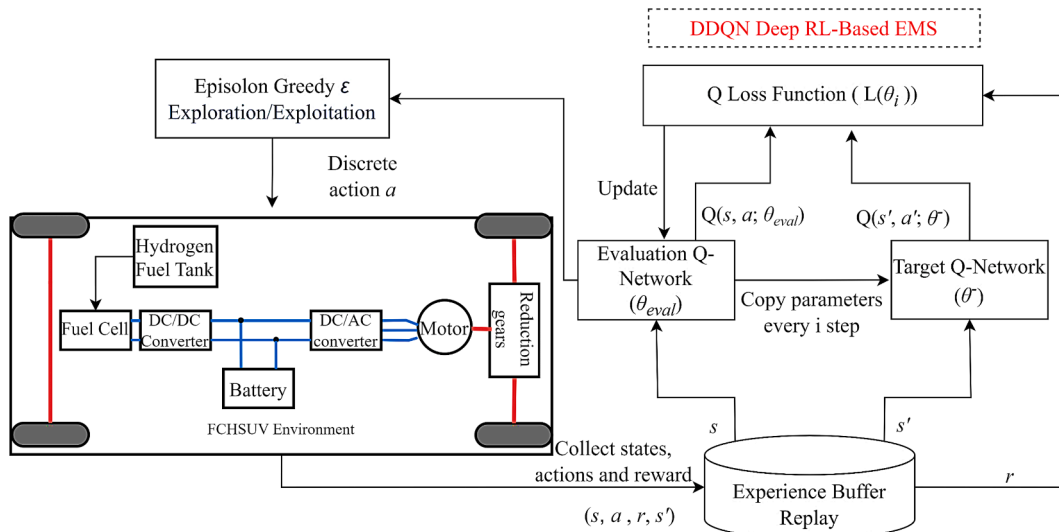 DDQN Deep RL-Based EMS
Episolon Greedy ε
Exploration/Exploitation
Q Loss Function ( L(θi ))
Discrete
action a
Update
Q(s, a; θeval)
Q(s′, a′; θ-)
Hydrogen
Fuel Tank
Fuel Cell
DC/DC
Converter
DC/AC
converter
Motor
Reduction
gears
Battery
FCHSUV Environment
Evaluation Q-
Network
(θeval)
Copy parameters
every i step
Target Q-Network
(θ-)
Collect states,
actions and reward
(s, a , r, s′)
s
s′
Experience Buffer
Replay
r